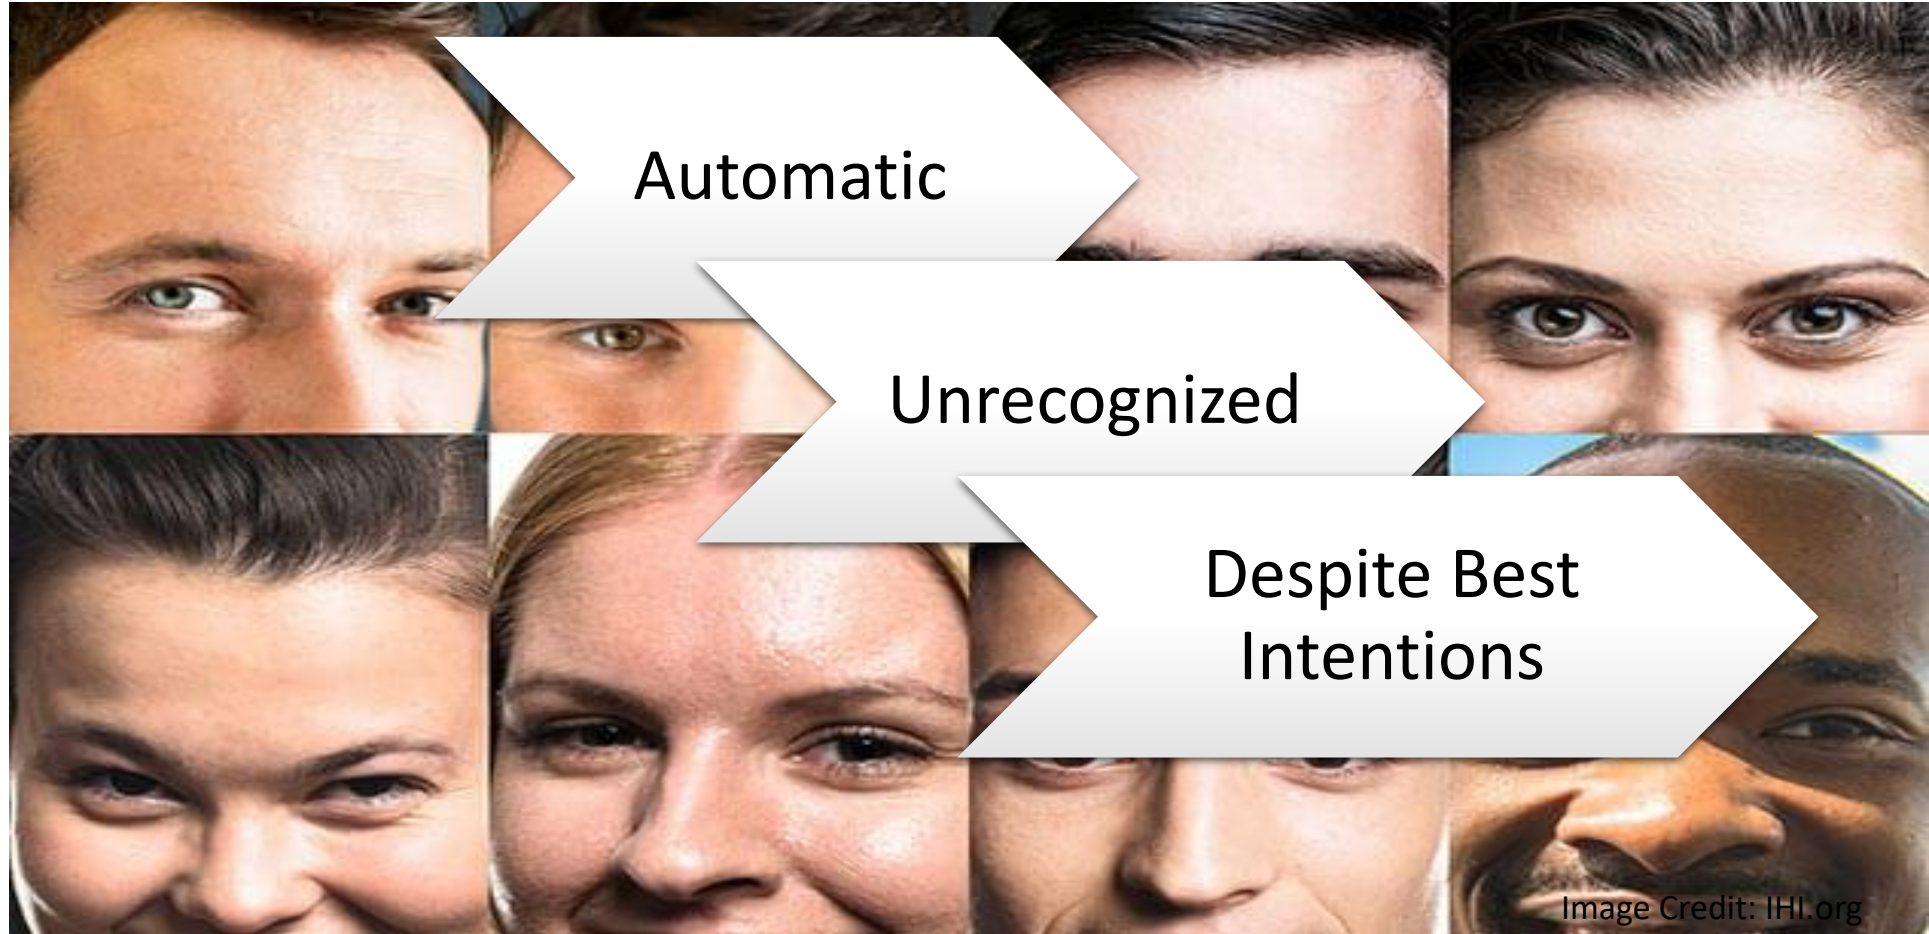 Automatic
Unrecognized
Despite Best
Intentions
Image Credit: IHI.org